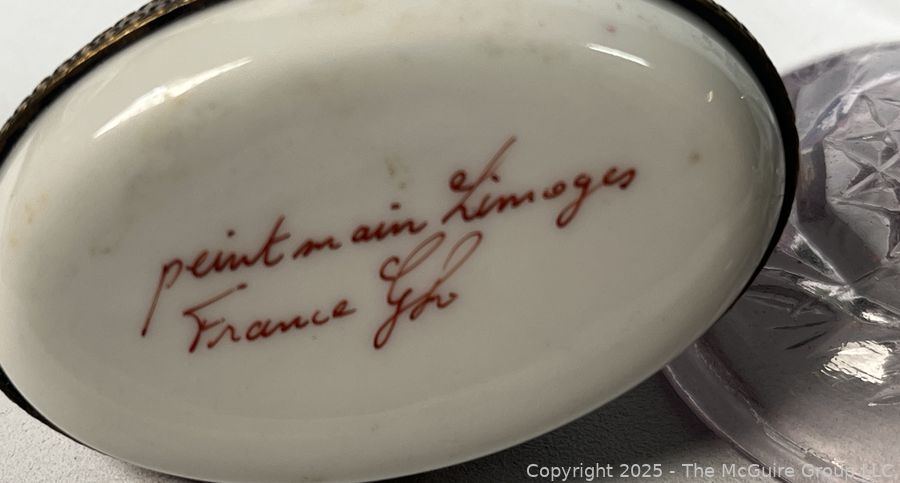 peint main Limoges
France
Copyright 2025 - The McGuire Group LLC